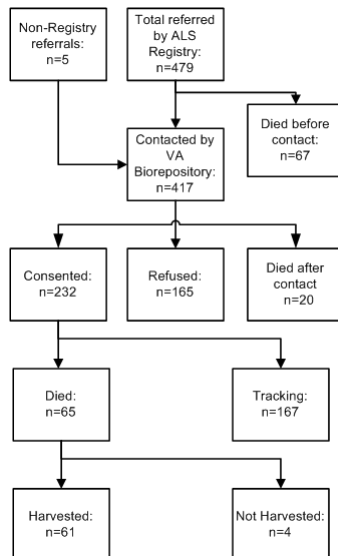 Non-Registry
referrals:
n=5
Total referred
by ALS
Registry:
n=479
Died before
contact:
n=67
Contacted by
VA
Biorepository:
n=417
Consented:
n=232
Refused:
n=165
Died after
contact
n=20
Died:
n=65
Tracking:
n=167
Harvested:
n=61
Not Harvested:
n=4